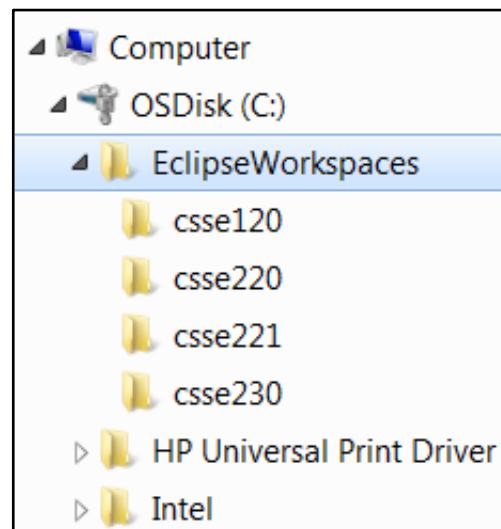 Computer
OSDisk (C:)
EclipseWorkspaces
csse120
csse220
csse221
csse230
HP Universal Print Driver
Intel